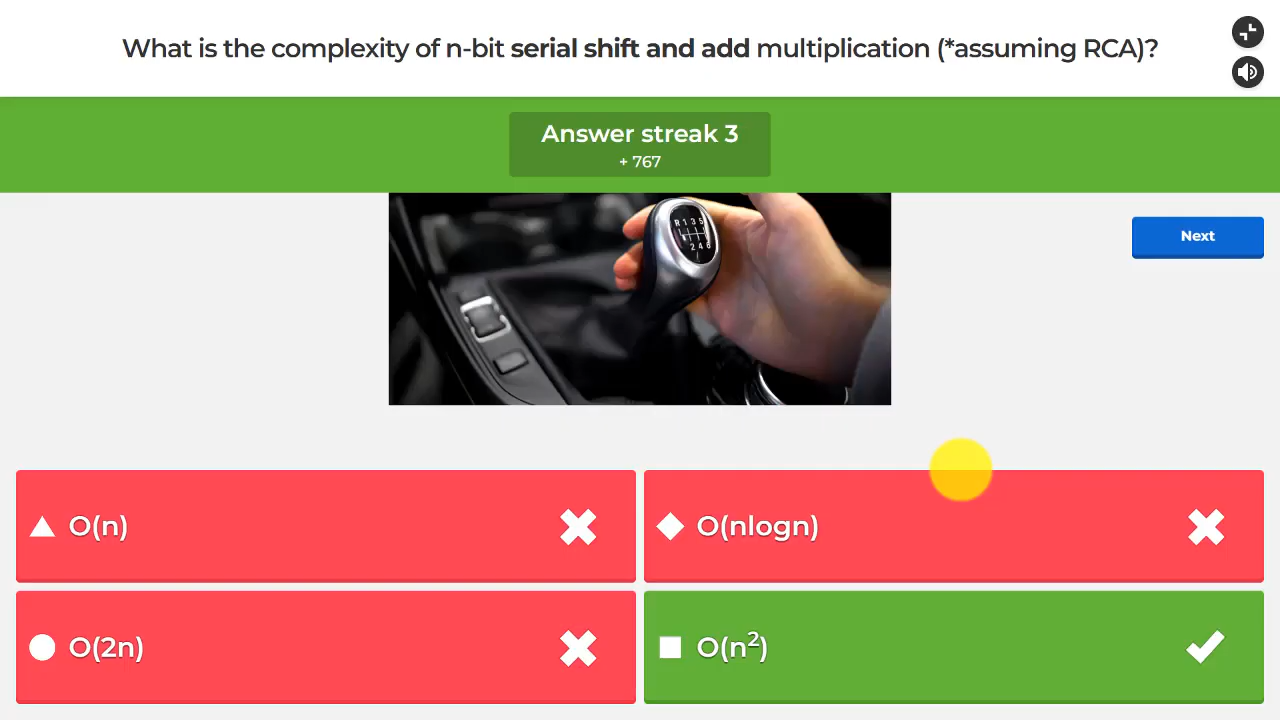 What is the complexity of n-bit serial shift and add multiplication (*assuming RCA)?
Answer streak 3
+ 767
R 1 3 5
2 4 6
Next
O(n)
O(nlogn)
O(2n)
O(n²)